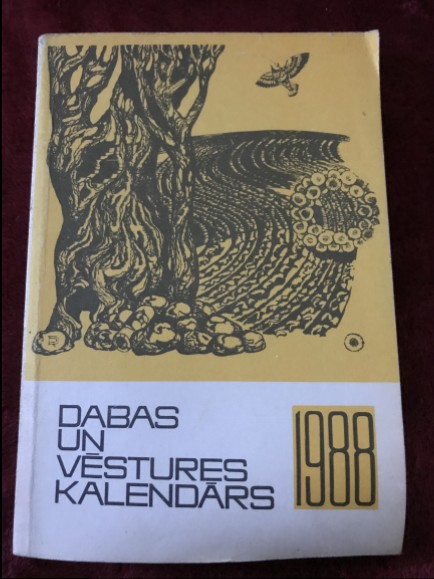 DABAS
UN
VĒSTURES
KALENDĀRS
1988